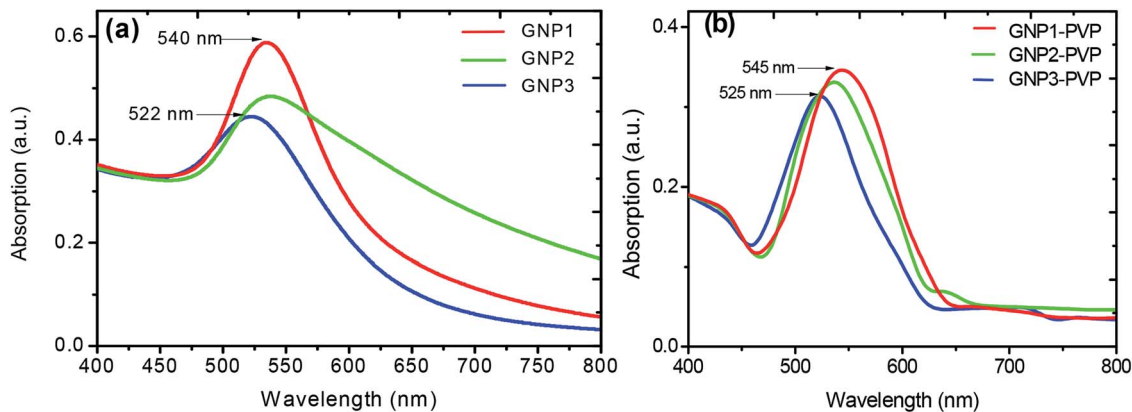 (a)
540 nm
522 nm
GNP1
GNP2
GNP3
0.6
0.4
0.2
0.0
Absorption (a.u.)
400 450 500 550 600 650 700 750 800
Wavelength (nm)
(b)
545 nm
525 nm
GNP1-PVP
GNP2-PVP
GNP3-PVP
0.4
0.2
0.0
Absorption (a.u.)
400 500 600 700 800
Wavelength (nm)